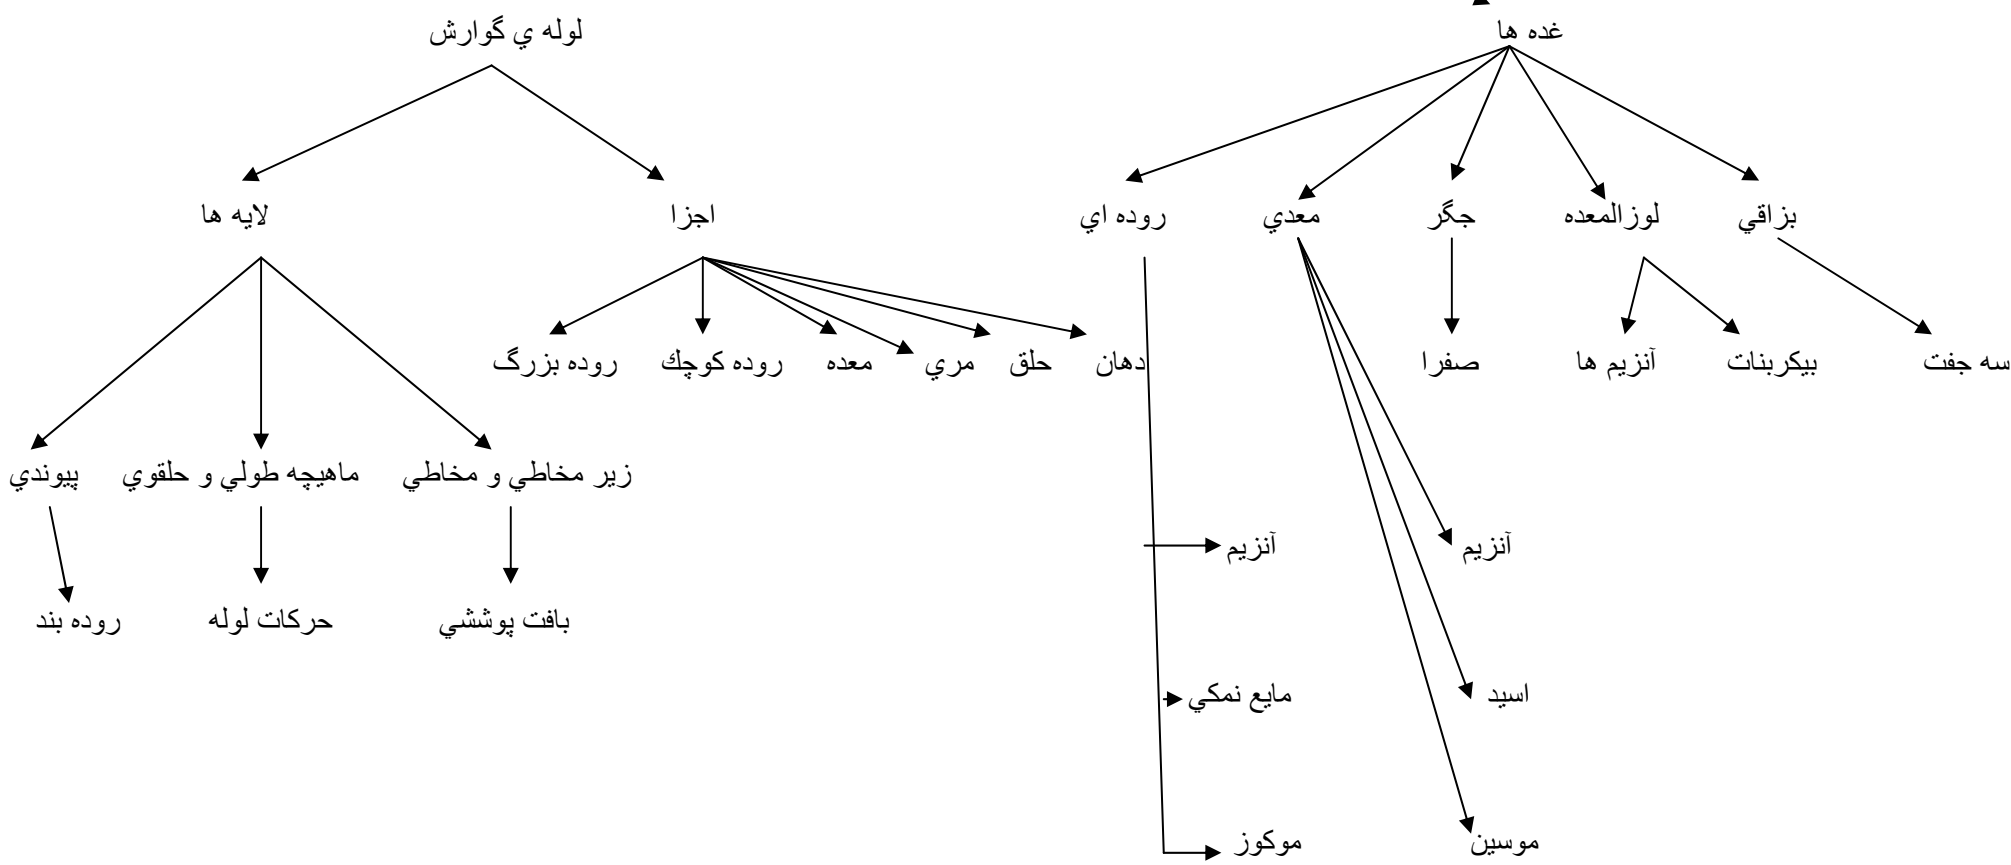 غده ها
لوله ي گوارش
بزاقي
لوزالمعده
جگر
معدي
روده اي
اجزا
لايه ها
سه جفت
بيكربنات
آنزيم ها
صفرا
دهان
حلق
مري
معده
روده كوچك
روده بزرگ
زير مخاطي و مخاطي
ماهيچه طولي و حلقوي
پيوندي
آنزيم
آنزيم
بافت پوششي
حركات لوله
روده بند
اسيد
مايع نمكي
موسين
موكوز